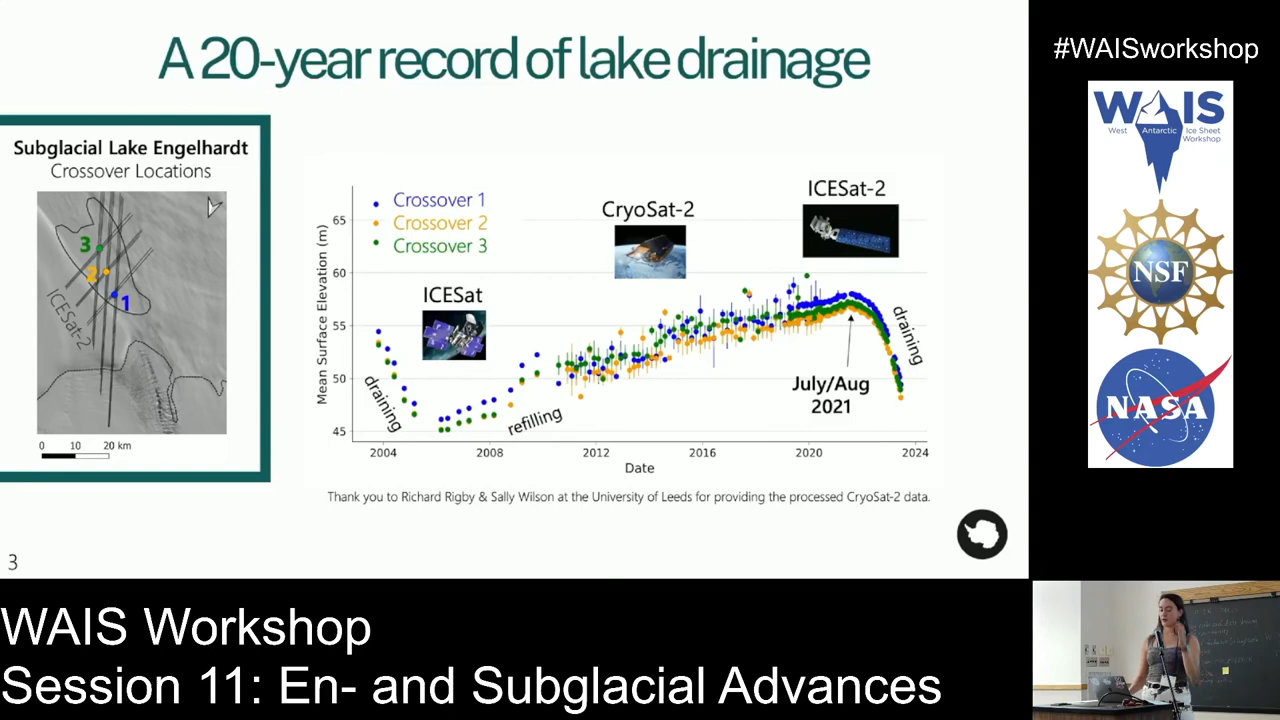 A 20-year record of lake drainage
#WAISworkshop
WAIS
West Antarctic Ice Sheet
Workshop
NSF
NASA
Subglacial Lake Engelhardt
Crossover Locations
3
2
1
ICESat-2
0 10 20 km
Crossover 1
Crossover 2
Crossover 3
ICESat
CryoSat-2
ICESat-2
Mean Surface Elevation (m)
65
60
55
50
45
draining
refilling
draining
July/Aug
2021
2004 2008 2012 2016 2020 2024
Date
Thank you to Richard Rigby & Sally Wilson at the University of Leeds for providing the processed CryoSat-2 data.
3
WAIS Workshop
Session 11: En- and Subglacial Advances